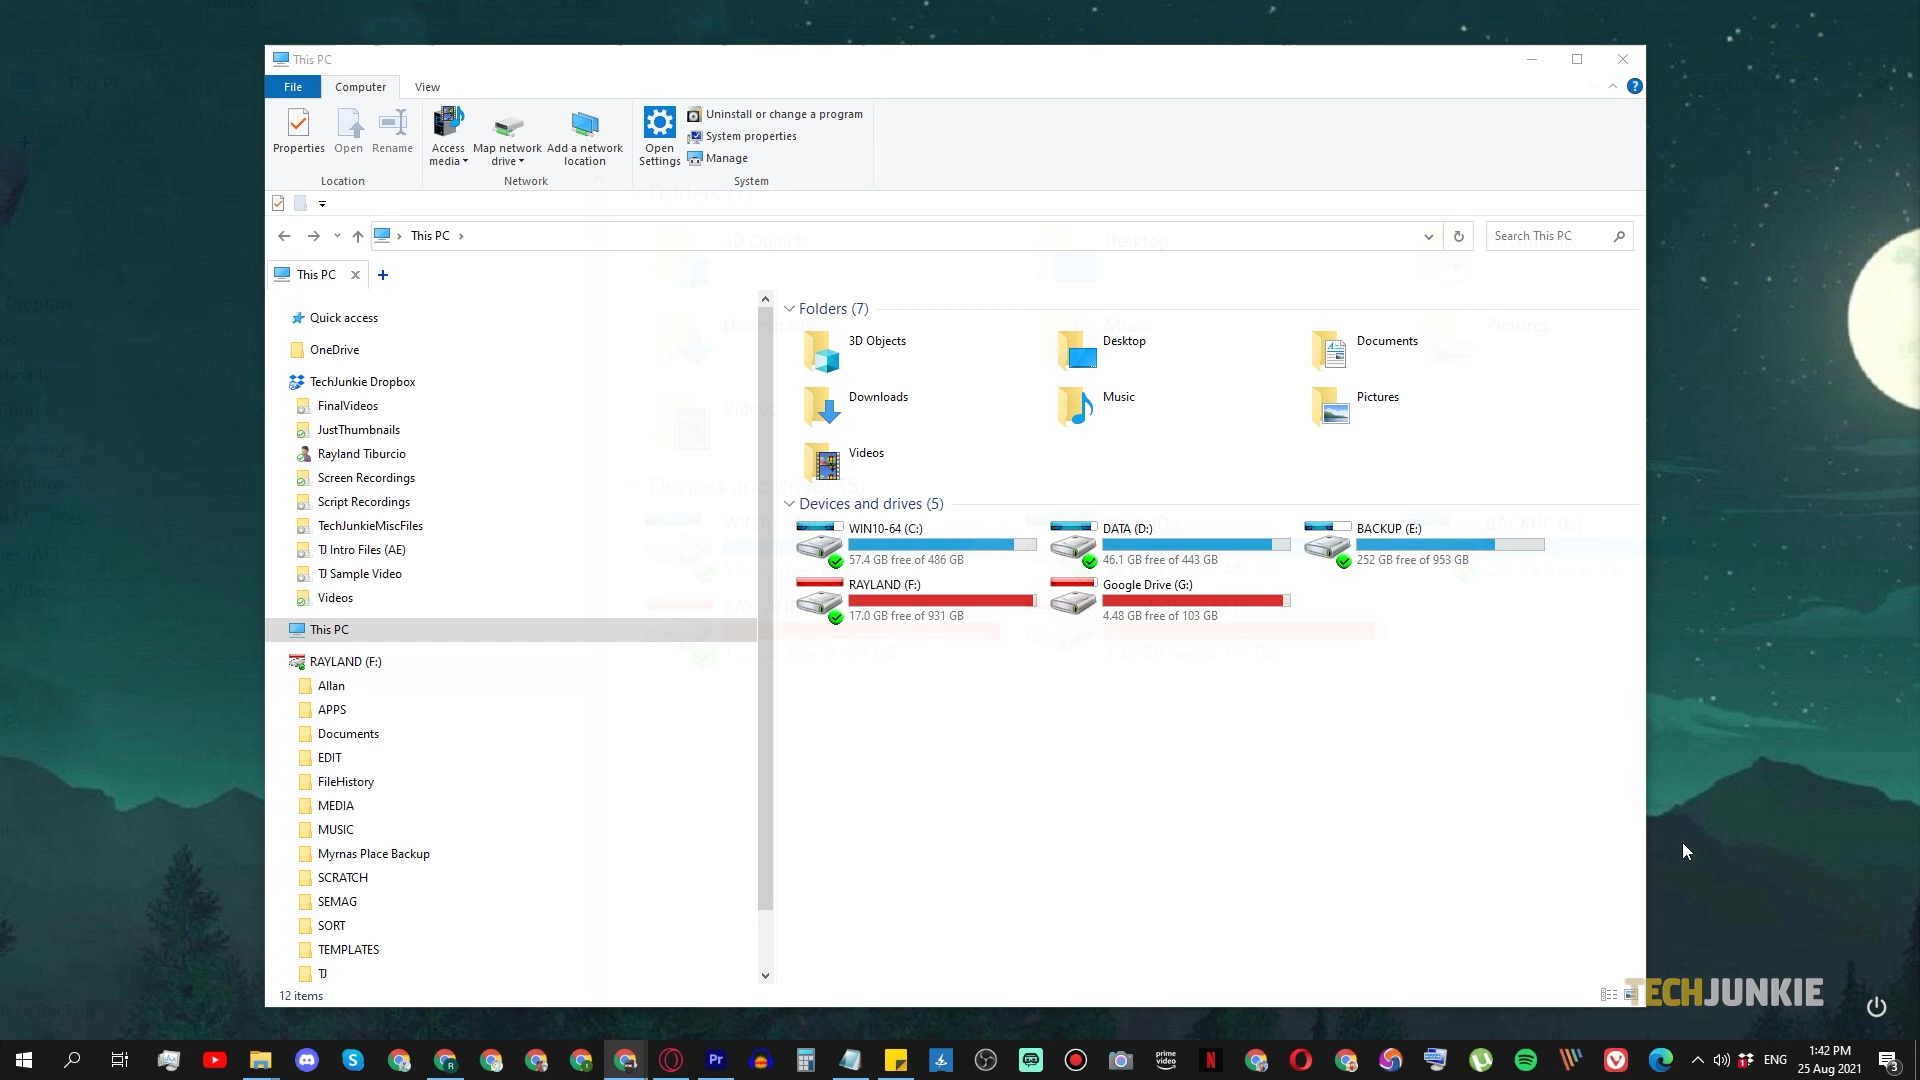 This PC
File Computer View
Properties Open Rename Access media Map network drive Add a network location Open Settings Uninstall or change a program
System properties
Manage
Location Network System
This PC
Search This PC
This PC
Quick access
OneDrive
TechJunkie Dropbox
FinalVideos
JustThumbnails
Rayland Tiburcio
Screen Recordings
Script Recordings
TechJunkieMiscFiles
TJ Intro Files (AE)
TJ Sample Video
Videos
This PC
RAYLAND (F:)
Allan
APPS
Documents
EDIT
FileHistory
MEDIA
MUSIC
Myrnas Place Backup
SCRATCH
SEMAG
SORT
TEMPLATES
TJ
12 items
Folders (7)
3D Objects Desktop Documents
Downloads Music Pictures
Videos
Devices and drives (5)
WIN10-64 (C:) DATA (D:) BACKUP (E:)
57.4 GB free of 486 GB 46.1 GB free of 443 GB 252 GB free of 953 GB
RAYLAND (F:) Google Drive (G:)
17.0 GB free of 931 GB 4.48 GB free of 103 GB
TECHJUNKIE
Pr
prime video
ENG
1:42 PM
25 Aug 2021
3